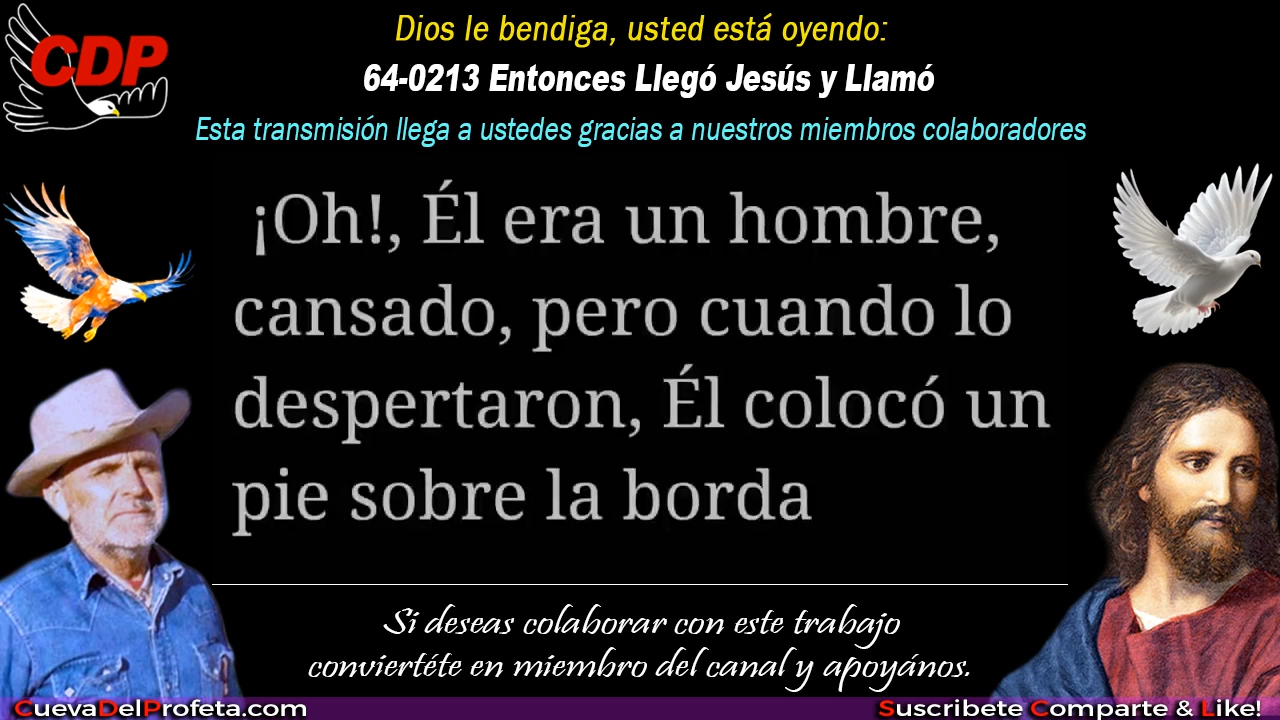 CDP
Dios le bendiga, usted está oyendo:
64-0213 Entonces Llegó Jesús y Llamó
Esta transmisión llega a ustedes gracias a nuestros miembros colaboradores
¡Oh!, Él era un hombre,
cansado, pero cuando lo
despertaron, Él colocó un
pie sobre la borda
Si deseas colaborar con este trabajo
conviertéte en miembro del canal y apoyános.
CuevaDelProfeta.com
Suscribete Comparte & Like!